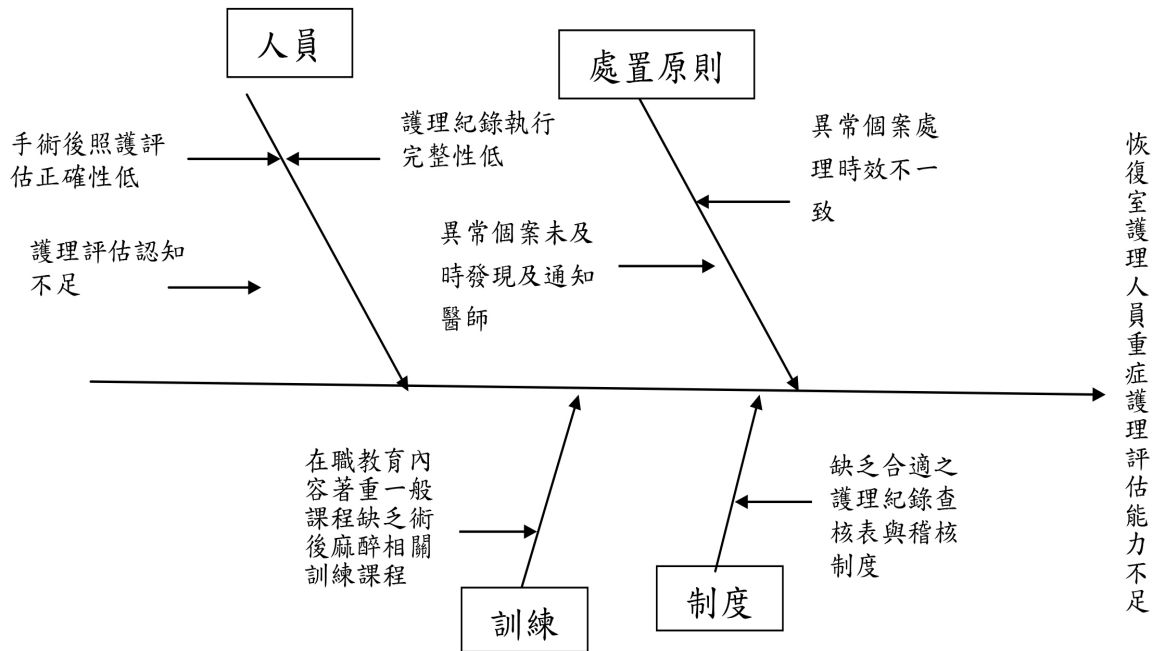 人員
處置原則
手術後照護評
估正確性低
護理紀錄執行
完整性低
護理評估認知
不足
異常個案未及
時發現及通知
醫師
異常個案處
理時效不一
致
在職教育內
容著重一般
課程缺乏術
後麻醉相關
訓練課程
訓練
缺乏合適之
護理紀錄查
核表與稽核
制度
制度
恢復室護理人員重症護理評估能力不足